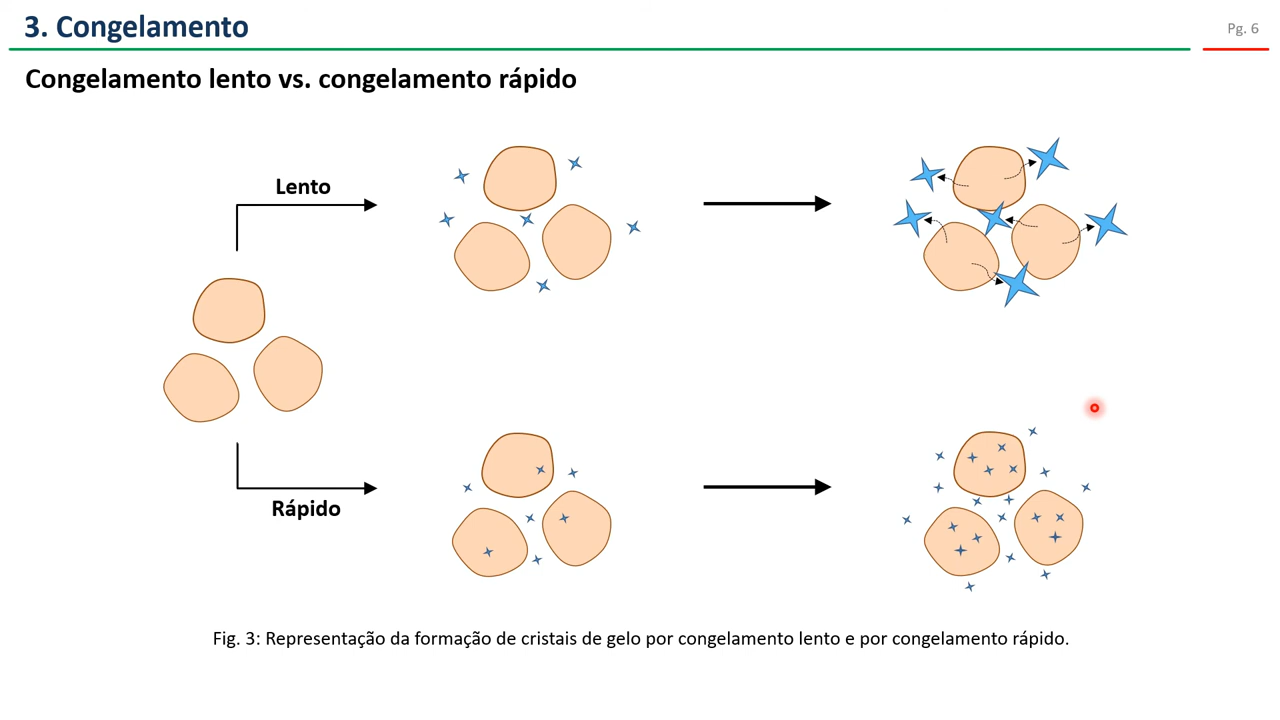 3. Congelamento
Pg. 6
Congelamento lento vs. congelamento rápido
Lento
Rápido
Fig. 3: Representação da formação de cristais de gelo por congelamento lento e por congelamento rápido.